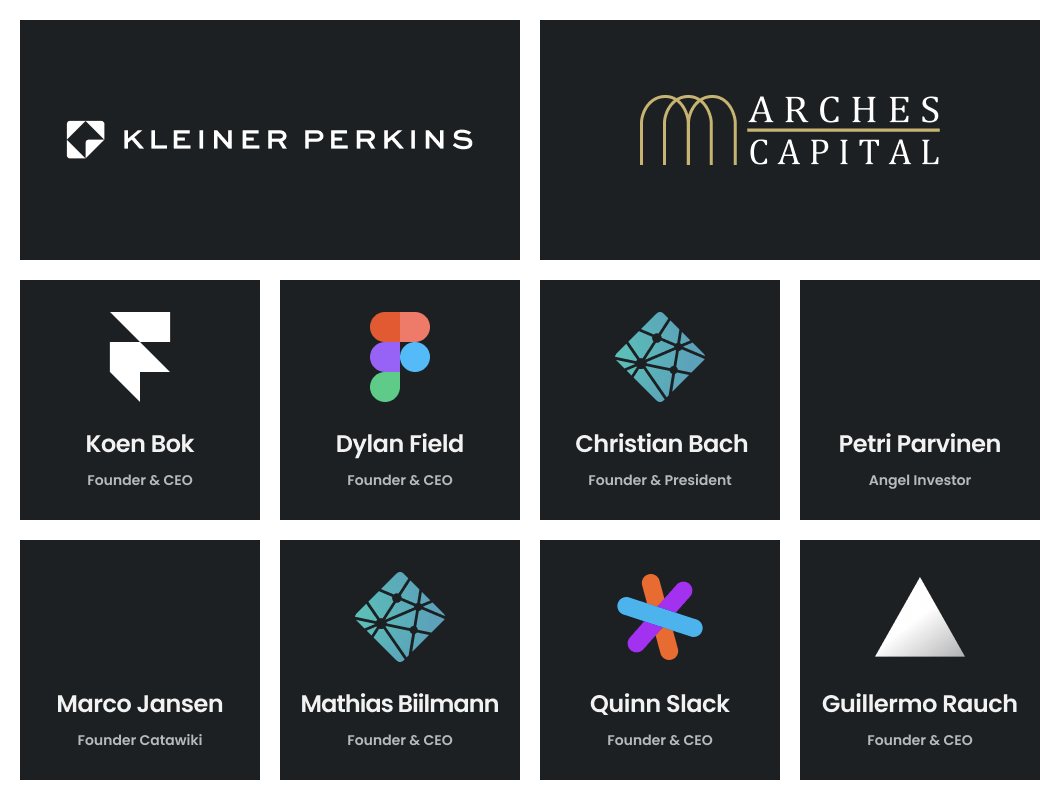 KLEINER PERKINS
ARCHES
CAPITAL
Koen Bok
Founder & CEO
Dylan Field
Founder & CEO
Christian Bach
Founder & President
Petri Parvinen
Angel Investor
Marco Jansen
Founder Catawiki
Mathias Biilmann
Founder & CEO
Quinn Slack
Founder & CEO
Guillermo Rauch
Founder & CEO